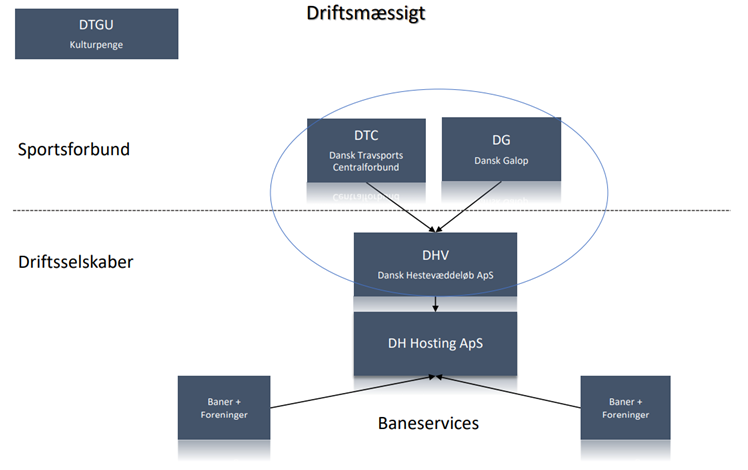 Driftsmæssigt
DTGU
Kulturpenge
Sportsforbund
DTC
Dansk Travsports
Centralforbund
DG
Dansk Galop
Driftsselskaber
DHV
Dansk Hestevæddeløb ApS
DH Hosting ApS
Baner +
Foreninger
Baneservices
Baner +
Foreninger